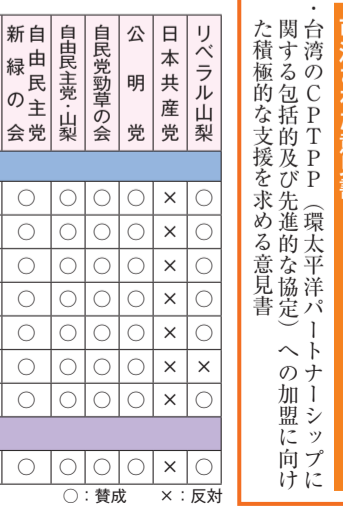 ・台湾のCPTPP（環太平洋パートナーシップに
関する包括的及び先進的な協定）への加盟に向け
た積極的な支援を求める意見書
リベラル山梨
日本共産党
公明党
自民党勁草の会
自由民主党・山梨
自由民主党
新緑の会
○ ○ ○ ○ × ○
○ ○ ○ ○ × ○
○ ○ ○ ○ × ○
○ ○ ○ ○ × ○
○ ○ ○ ○ × ○
○ ○ ○ ○ × ×
○ ○ ○ ○ × ○
○ ○ ○ ○ × ○
○：賛成 ×：反対